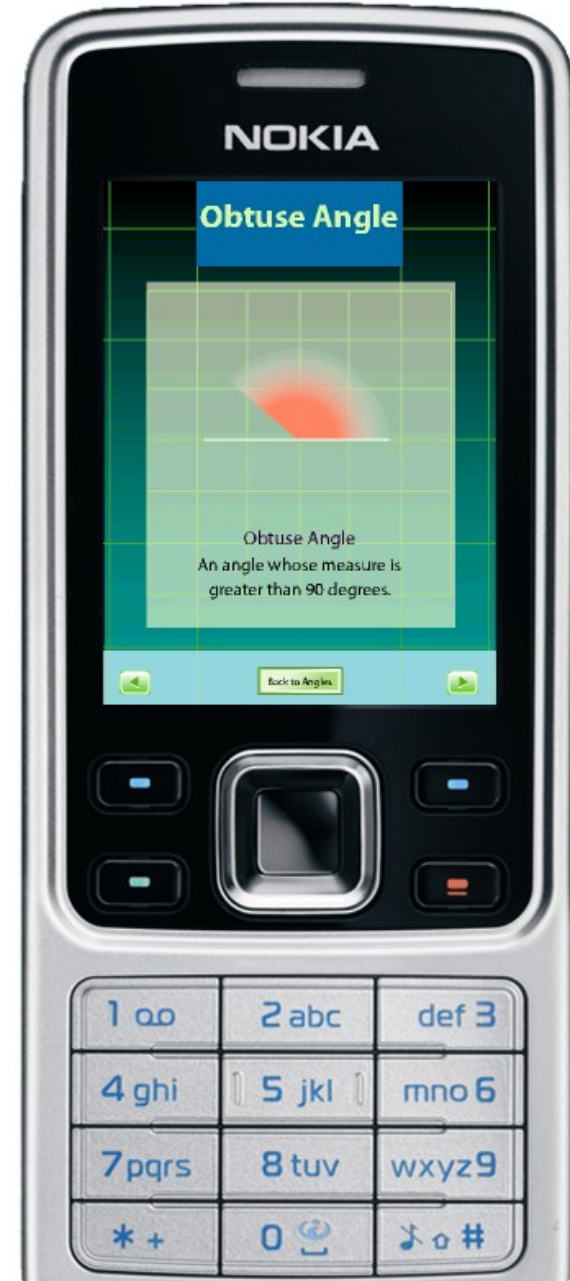 NOKIA
Obtuse Angle
Obtuse Angle
An angle whose measure is
greater than 90 degrees.
Back to Angles
1
2 abc
def 3
4 ghi
5 jkl
mno 6
7 pqrs
8 tuv
wxyz 9
* +
0
#